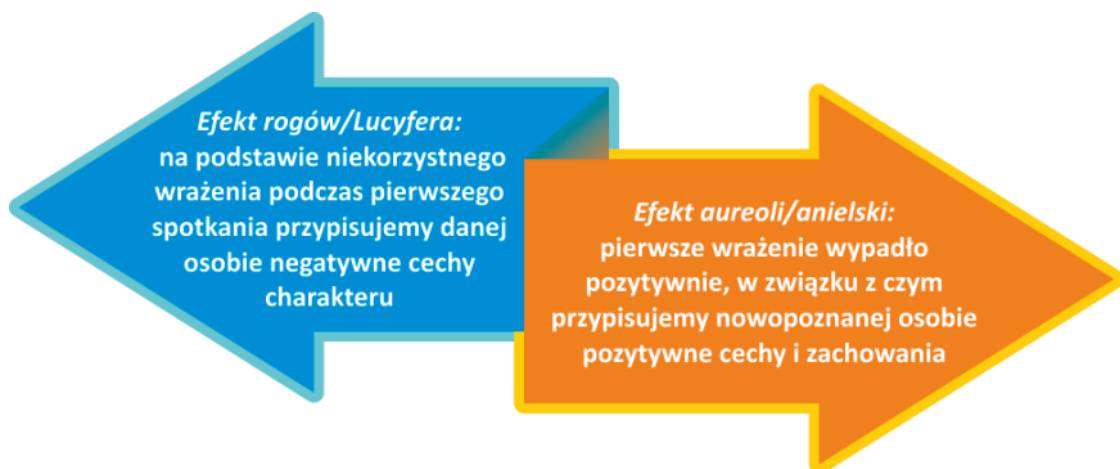 Efekt rogów/Lucyfera:
na podstawie niekorzystnego
wrażenia podczas pierwszego
spotkania przypisujemy danej
osobie negatywne cechy
charakteru
Efekt aureoli/anielski:
pierwsze wrażenie wypadło
pozytywnie, w związku z czym
przypisujemy nowopoznanej osobie
pozytywne cechy i zachowania